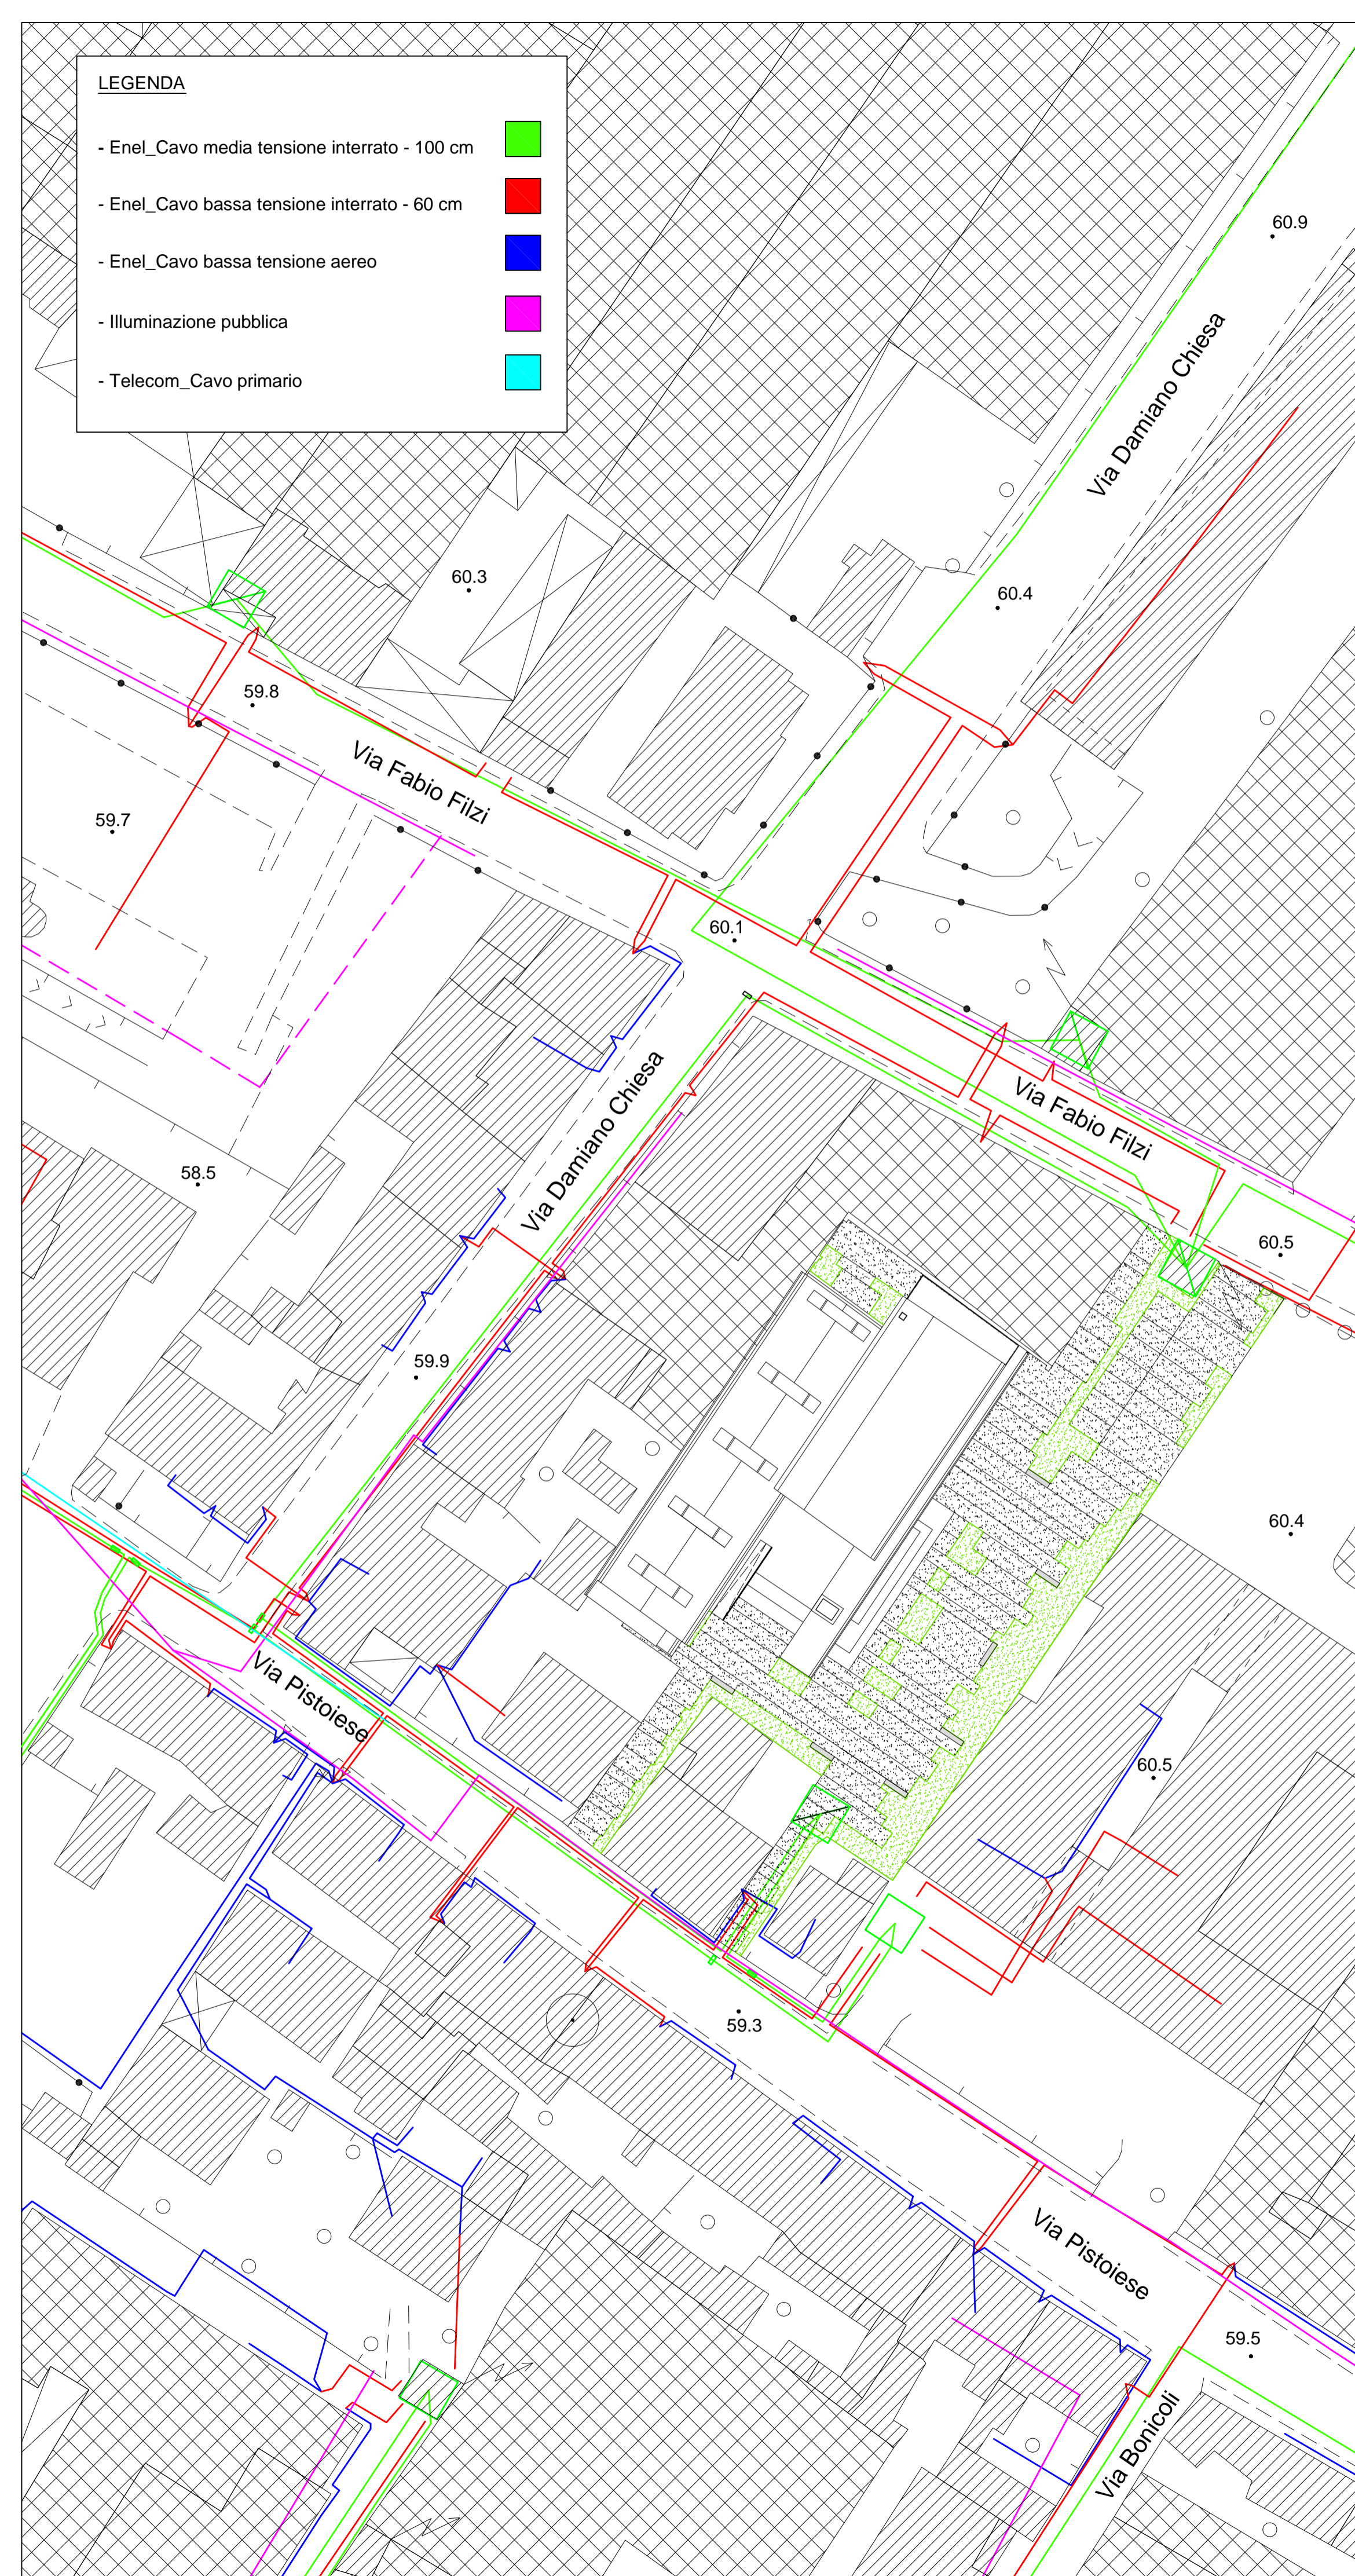 LEGENDA
- Enel_Cavo media tensione interrato - 100 cm
- Enel_Cavo bassa tensione interrato - 60 cm
- Enel_Cavo bassa tensione aereo
- Illuminazione pubblica
- Telecom_Cavo primario
60.9
Via Damiano Chiesa
60.3
60.4
59.8
Via Fabio Filzi
59.7
60.1
Via Damiano Chiesa
Via Fabio Filzi
58.5
60.5
59.9
60.4
Via Pistoiese
60.5
59.3
Via Pistoiese
59.5
Via Bonicoli